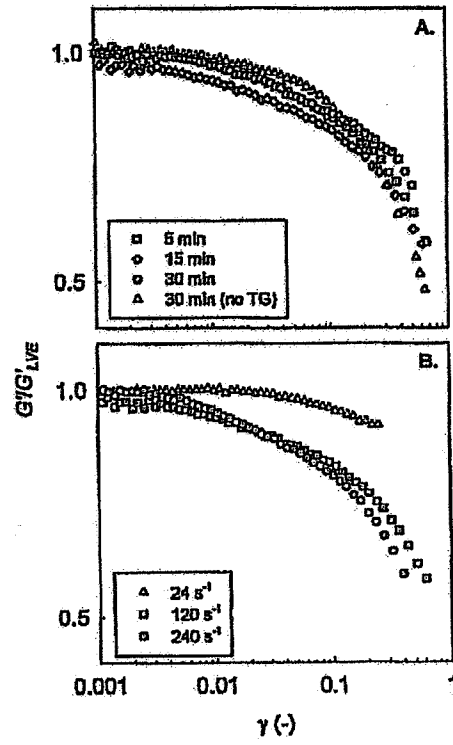 A.
1.0
5 min
15 min
30 min
30 min (no TG)
0.5
G'/G'LVE
B.
1.0
24 s⁻¹
120 s⁻¹
240 s⁻¹
0.5
0.001 0.01 0.1 1
γ (-)